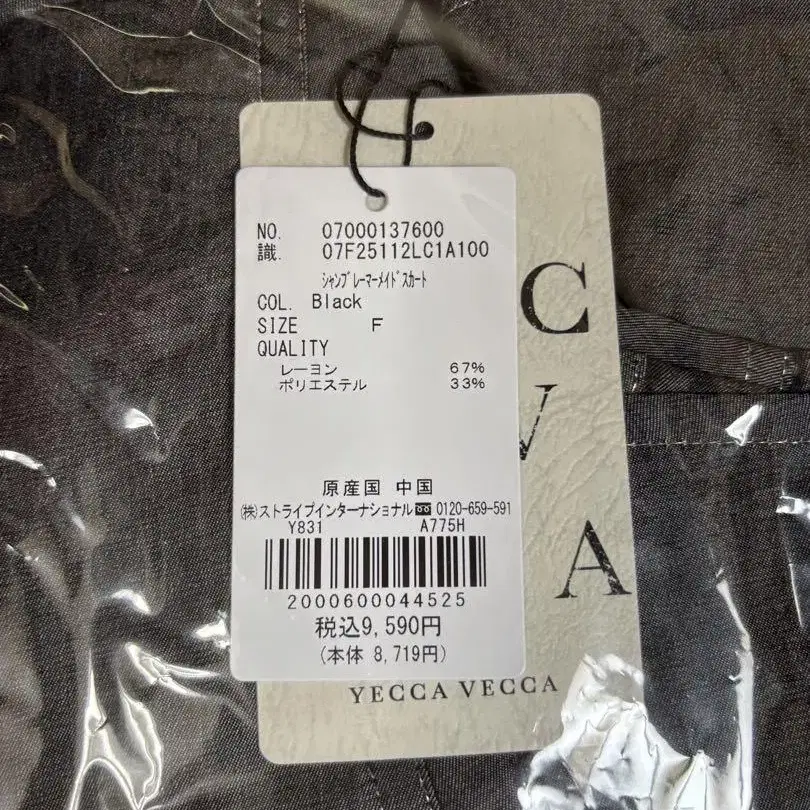 NO. 07000137600
識. 07F25112LC1A100
ｼｬﾝﾌﾞﾚｰﾏｰﾒｲﾄﾞｽｶｰﾄ
COL. Black
SIZE F
QUALITY
レーヨン 67%
ポリエステル 33%
原産国 中国
㈱ストライプインターナショナル 0120-659-591
Y831 A775H
2000600044525
税込9,590円
(本体 8,719円)
C
V
A
YECCA VECCA